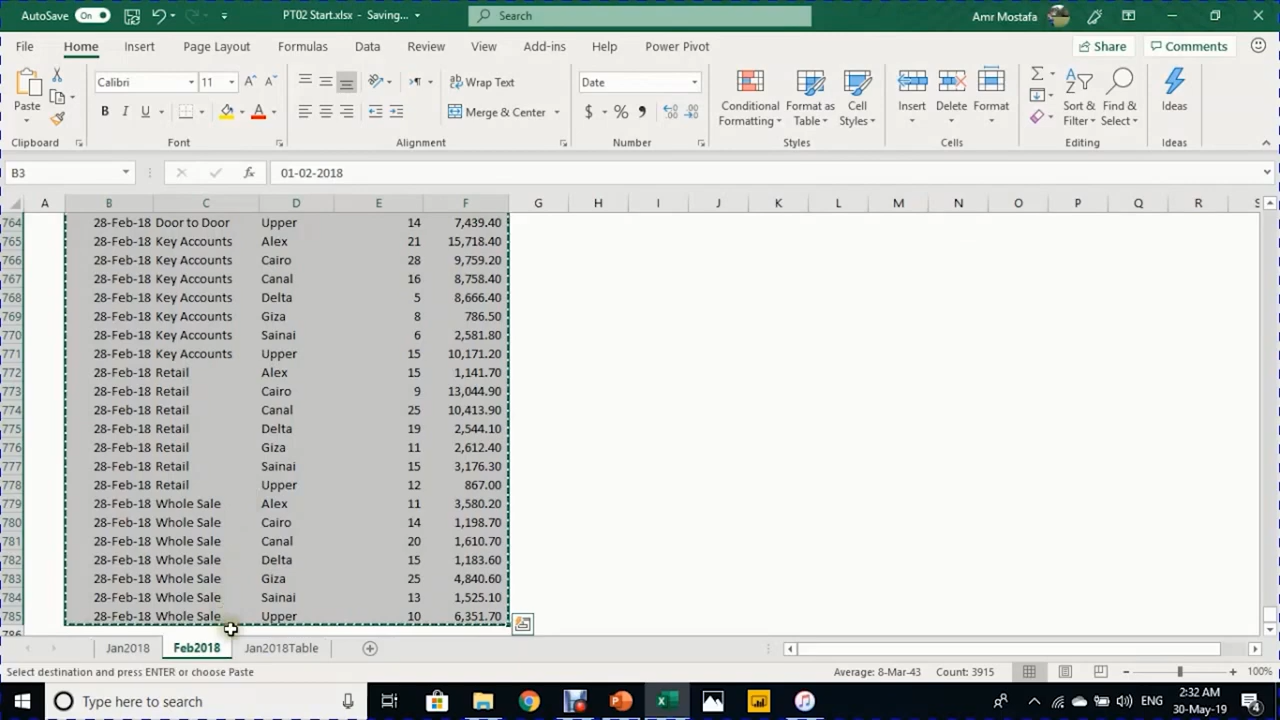 AutoSave On PT02 Start.xlsx - Saving... Search Amr Mostafa
File Home Insert Page Layout Formulas Data Review View Add-ins Help Power Pivot Share Comments
Calibri 11 Wrap Text Date
Paste B I U Merge & Center $ % Conditional Formatting Format as Table Cell Styles Insert Delete Format Sort & Filter Find & Select Ideas
Clipboard Font Alignment Number Styles Cells Editing Ideas
B3 fx 01-02-2018
A B C D E F G H I J K L M N O P Q R S
764 28-Feb-18 Door to Door Upper 14 7,439.40
765 28-Feb-18 Key Accounts Alex 21 15,718.40
766 28-Feb-18 Key Accounts Cairo 28 9,759.20
767 28-Feb-18 Key Accounts Canal 16 8,758.40
768 28-Feb-18 Key Accounts Delta 5 8,666.40
769 28-Feb-18 Key Accounts Giza 8 786.50
770 28-Feb-18 Key Accounts Sainai 6 2,581.80
771 28-Feb-18 Key Accounts Upper 15 10,171.20
772 28-Feb-18 Retail Alex 15 1,141.70
773 28-Feb-18 Retail Cairo 9 13,044.90
774 28-Feb-18 Retail Canal 25 10,413.90
775 28-Feb-18 Retail Delta 19 2,544.10
776 28-Feb-18 Retail Giza 11 2,612.40
777 28-Feb-18 Retail Sainai 15 3,176.30
778 28-Feb-18 Retail Upper 12 867.00
779 28-Feb-18 Whole Sale Alex 11 3,580.20
780 28-Feb-18 Whole Sale Cairo 14 1,198.70
781 28-Feb-18 Whole Sale Canal 20 1,610.70
782 28-Feb-18 Whole Sale Delta 15 1,183.60
783 28-Feb-18 Whole Sale Giza 25 4,840.60
784 28-Feb-18 Whole Sale Sainai 13 1,525.10
785 28-Feb-18 Whole Sale Upper 10 6,351.70
786
Jan2018 Feb2018 Jan2018Table
Select destination and press ENTER or choose Paste Average: 8-Mar-43 Count: 3915 100%
Type here to search ENG 2:32 AM
30-May-19 4